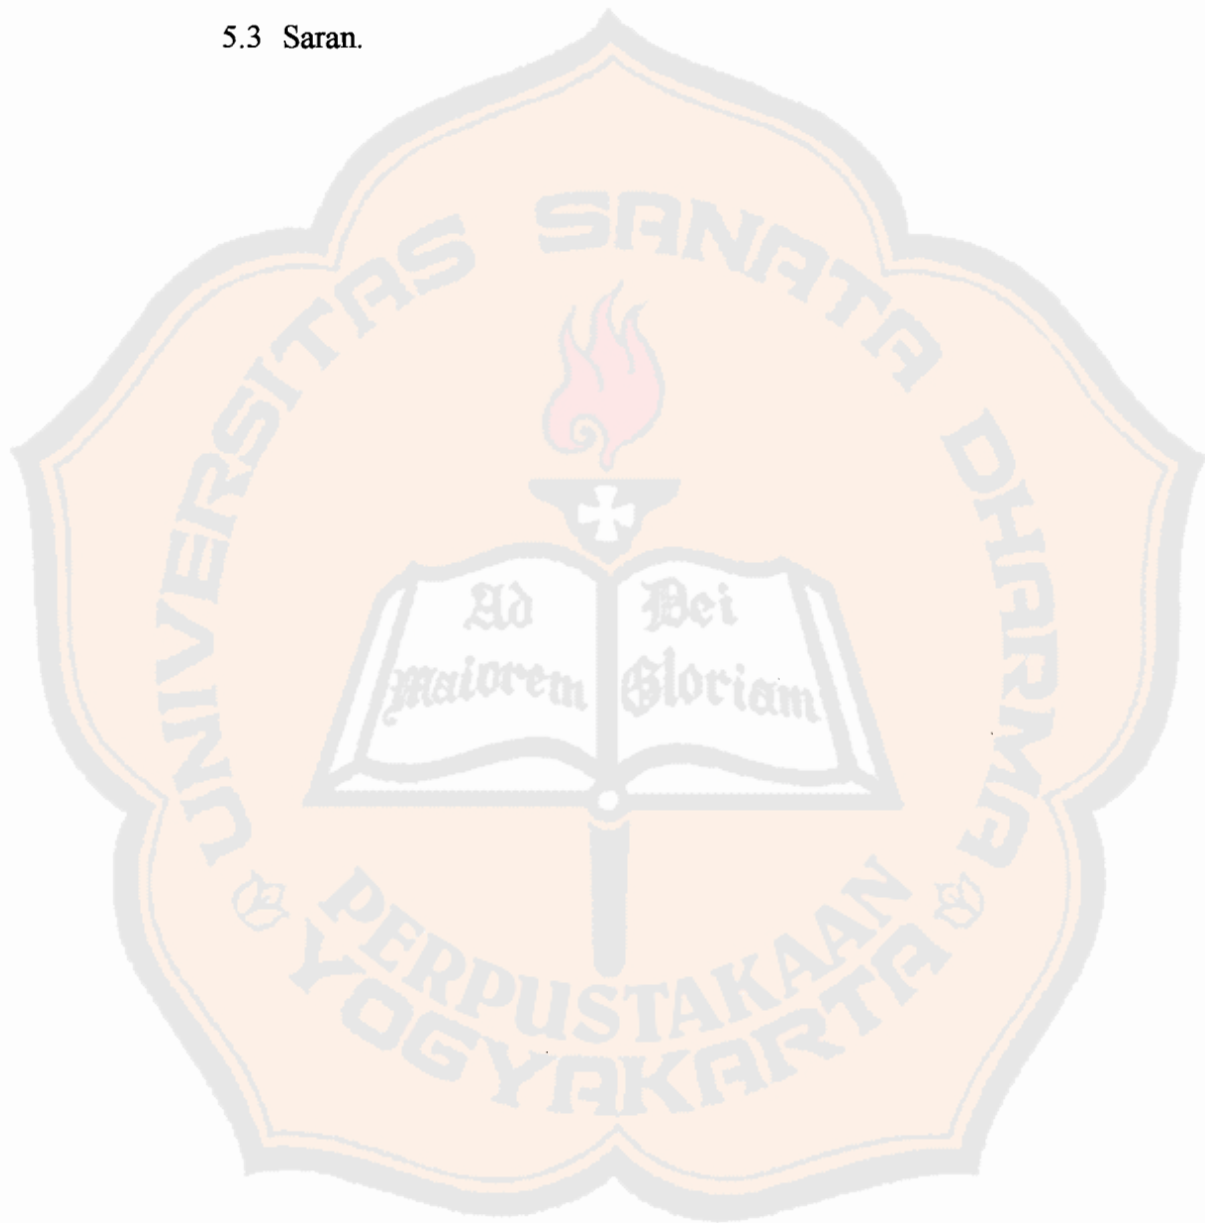 5.3 Saran.
UNIVERSITAS SANATA DHARMA
Ad
Maiorem
Dei
Gloriam
PERPUSTAKAAN
YOGYAKARTA